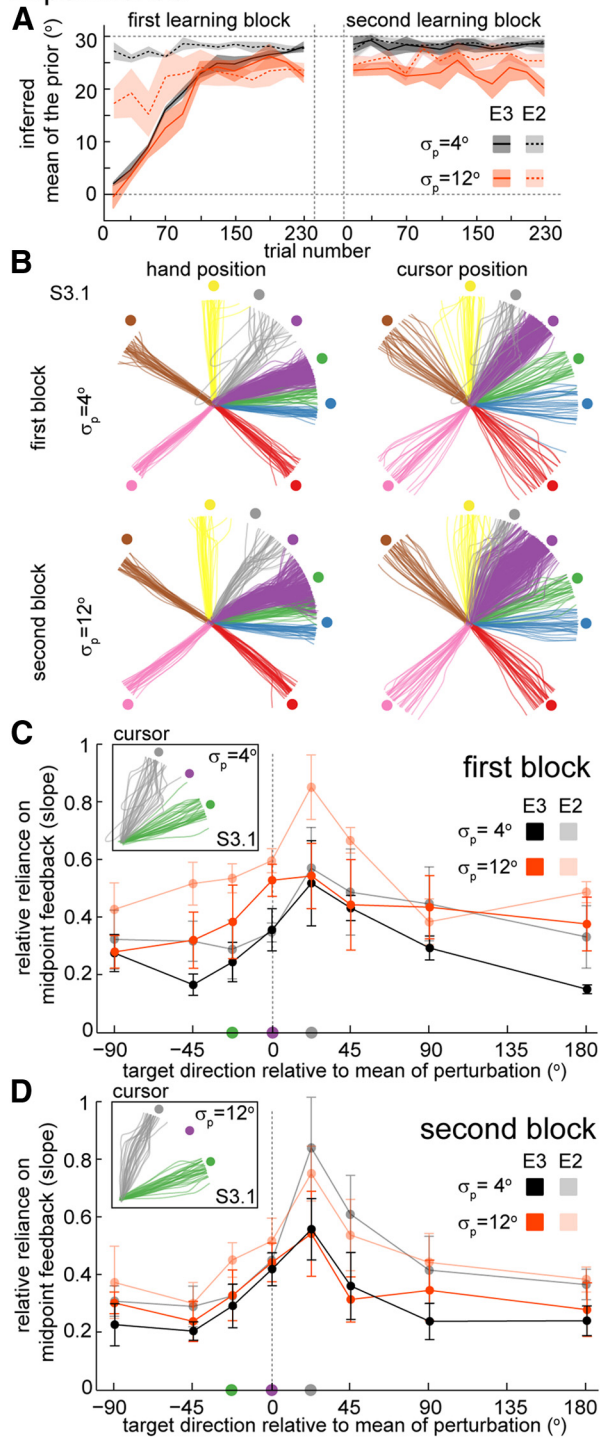 A
first learning block
second learning block
inferred
mean of the prior (°)
30
20
10
0
E3 E2
σp=4°
σp=12°
0 70 150 230 0 70 150 230
trial number
B
hand position
cursor position
S3.1
first block
σp=4°
second block
σp=12°
C
cursor
σp=4°
S3.1
first block
E3 E2
σp= 4°
σp=12°
relative reliance on
midpoint feedback (slope)
1
0.8
0.6
0.4
0.2
0
−90 −45 0 45 90 135 180
target direction relative to mean of perturbation (°)
D
cursor
σp=12°
S3.1
second block
E3 E2
σp= 4°
σp=12°
relative reliance on
midpoint feedback (slope)
1
0.8
0.6
0.4
0.2
0
−90 −45 0 45 90 135 180
target direction relative to mean of perturbation (°)